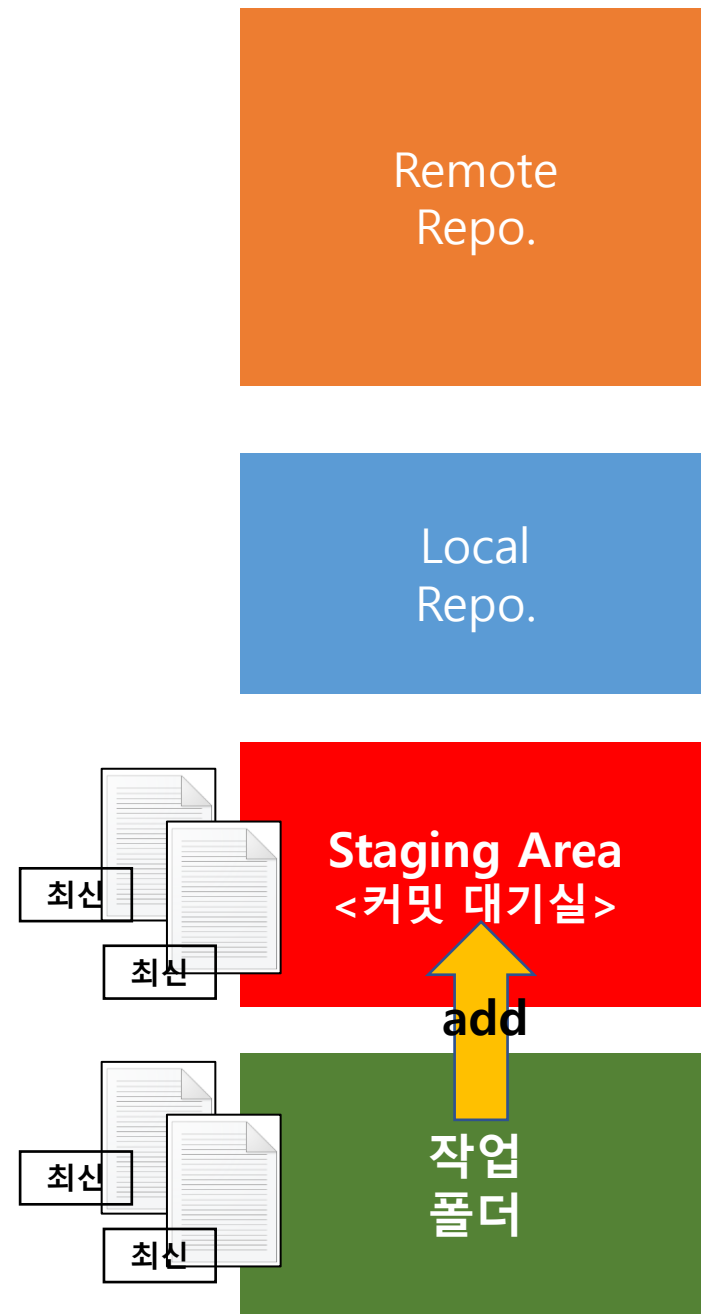 Remote
Repo.
Local
Repo.
Staging Area
<커밋 대기실>
최신
최신
add
작업
폴더
최신
최신